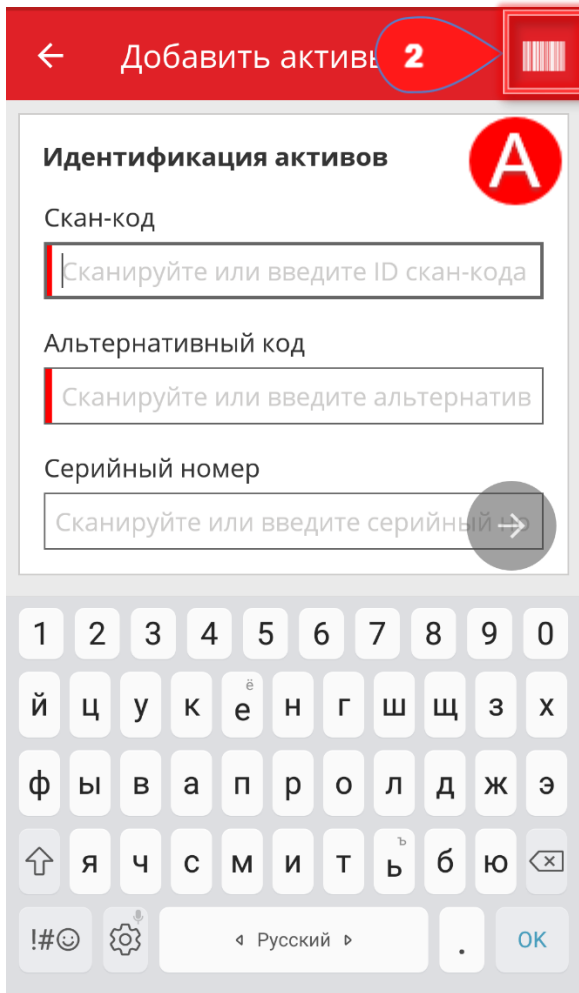 Добавить активы 2
A
Идентификация активов
Скан-код
Сканируйте или введите ID скан-кода
Альтернативный код
Сканируйте или введите альтернатив
Серийный номер
Сканируйте или введите серийный но
1 2 3 4 5 6 7 8 9 0
ё
й ц у к е н г ш щ з х
ф ы в а п р о л д ж э
ъ
я ч с м и т ь б ю
!#☺ Русский . OK